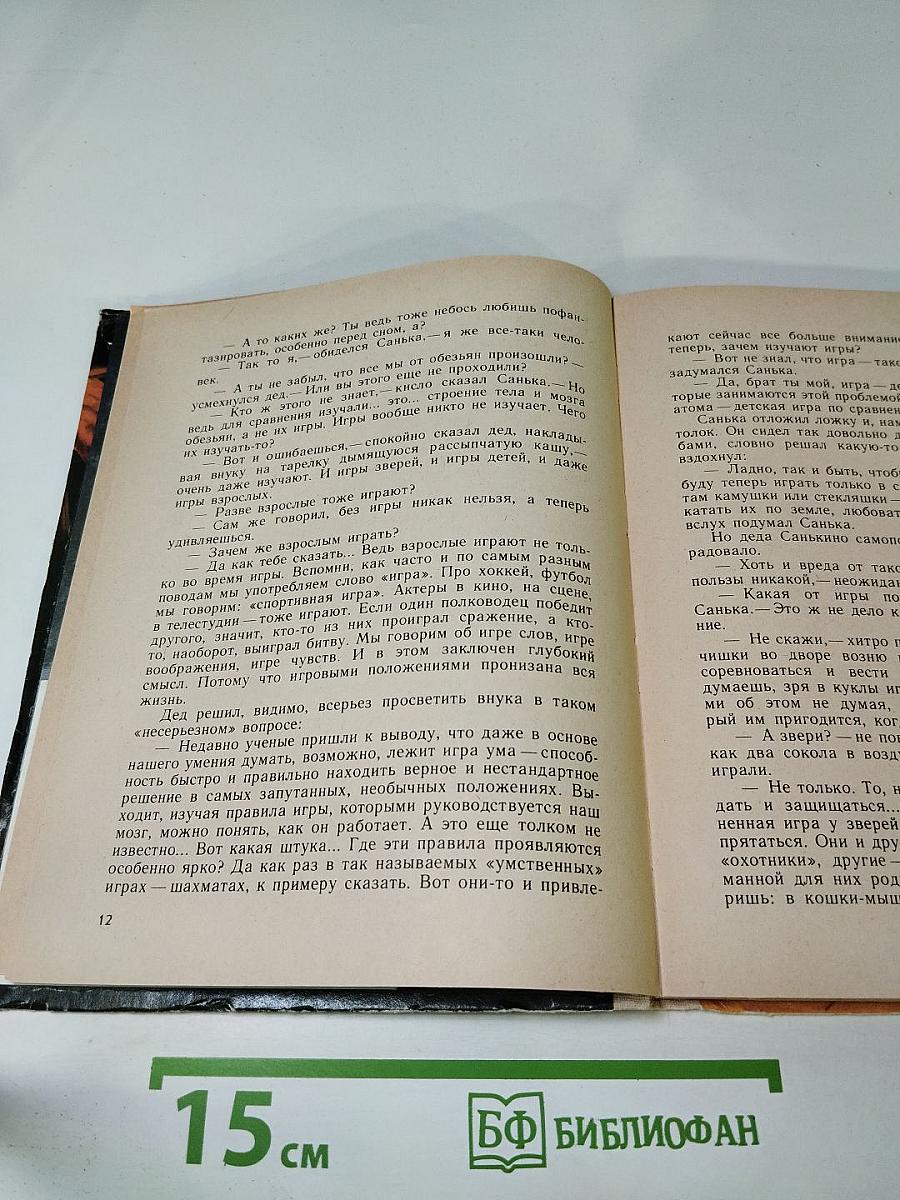 — А то каких же? Ты ведь тоже небось любишь пофан-
тазировать, особенно перед сном, а?
— Так то я,— обиделся Санька,— я же все-таки чело-
век.
— А ты не забыл, что все мы от обезьян произошли?—
усмехнулся дед.— Или вы этого еще не проходили?
— Кто ж этого не знает,— кисло сказал Санька.— Но
ведь для сравнения изучали... это... строение тела и мозга
обезьян, а не их игры. Игры вообще никто не изучает. Чего
их изучать-то?
— Вот и ошибаешься,— спокойно сказал дед, наклады-
вая внуку на тарелку дымящуюся рассыпчатую кашу,—
очень даже изучают. И игры зверей, и игры детей, и даже
игры взрослых.
— Разве взрослые тоже играют?
— Сам же говорил, без игры никак нельзя, а теперь
удивляешься.
— Зачем же взрослым играть?
— Да как тебе сказать... Ведь взрослые играют не толь-
ко во время игры. Вспомни, как часто и по самым разным
поводам мы употребляем слово «игра». Про хоккей, футбол
мы говорим: «спортивная игра». Актеры в кино, на сцене,
в телестудии — тоже играют. Если один полководец победит
другого, значит, кто-то из них проиграл сражение, а кто-
то, наоборот, выиграл битву. Мы говорим об игре слов, игре
воображения, игре чувств. И в этом заключен глубокий
смысл. Потому что игровыми положениями пронизана вся
жизнь.
Дед решил, видимо, всерьез просветить внука в таком
«несерьезном» вопросе:
— Недавно ученые пришли к выводу, что даже в основе
нашего умения думать, возможно, лежит игра ума — способ-
ность быстро и правильно находить верное и нестандартное
решение в самых запутанных, необычных положениях. Вы-
ходит, изучая правила игры, которыми руководствуется наш
мозг, можно понять, как он работает. А это еще толком не
известно... Вот какая штука... Где эти правила проявляются
особенно ярко? Да как раз в так называемых «умственных»
играх — шахматах, к примеру сказать. Вот они-то и привле-
12
кают сейчас все больше внимание
теперь, зачем изучают игры?
— Вот не знал, что игра — тако
задумался Санька.
— Да, брат ты мой, игра — де
торые занимаются этой проблемой
атома — детская игра по сравнен
Санька отложил ложку и, нам
толок. Он сидел так довольно д
бами, словно решал какую-то
вздохнул:
— Ладно, так и быть, чтобы
буду теперь играть только в с
там камушки или стекляшки —
катать их по земле, любоват
вслух подумал Санька.
Но деда Санькино самопо
радовало.
— Хоть и вреда от тако
пользы никакой,— неожидан
— Какая от игры по
Санька.— Это ж не дело к
ние.
— Не скажи,— хитро п
чишки во дворе возню
соревноваться и вести
думаешь, зря в куклы иг
ми об этом не думая,
рый им пригодится, ког
— А звери? — не пов
как два сокола в возду
играли.
— Не только. То, н
дать и защищаться...
ненная игра у зверей
прятаться. Они и дру
«охотники», другие —
манной для них род
ришь: в кошки-мыш
15 см
БФ БИБЛИОФАН